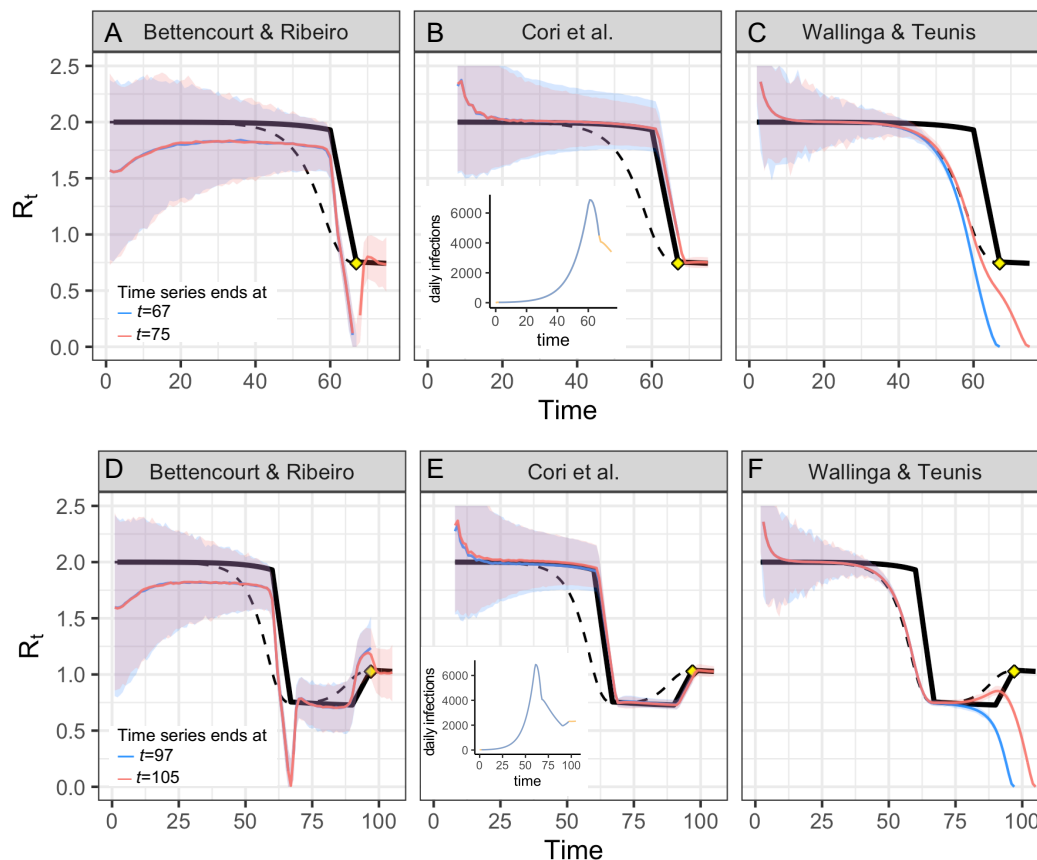 A Bettencourt & Ribeiro
B Cori et al.
C Wallinga & Teunis
2.5
2.0
1.5
1.0
0.5
0.0
Rt
Time series ends at
t=67
t=75
daily infections
6000
4000
2000
0
0 20 40 60
time
0 20 40 60
0 20 40 60
0 20 40 60
Time
D Bettencourt & Ribeiro
E Cori et al.
F Wallinga & Teunis
2.5
2.0
1.5
1.0
0.5
0.0
Rt
Time series ends at
t=97
t=105
daily infections
6000
4000
2000
0
0 25 50 75 100
time
0 25 50 75 100
0 25 50 75 100
0 25 50 75 100
Time